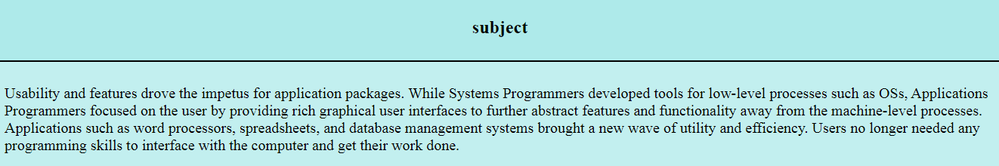 subject
Usability and features drove the impetus for application packages. While Systems Programmers developed tools for low-level processes such as OSs, Applications
Programmers focused on the user by providing rich graphical user interfaces to further abstract features and functionality away from the machine-level processes.
Applications such as word processors, spreadsheets, and database management systems brought a new wave of utility and efficiency. Users no longer needed any
programming skills to interface with the computer and get their work done.